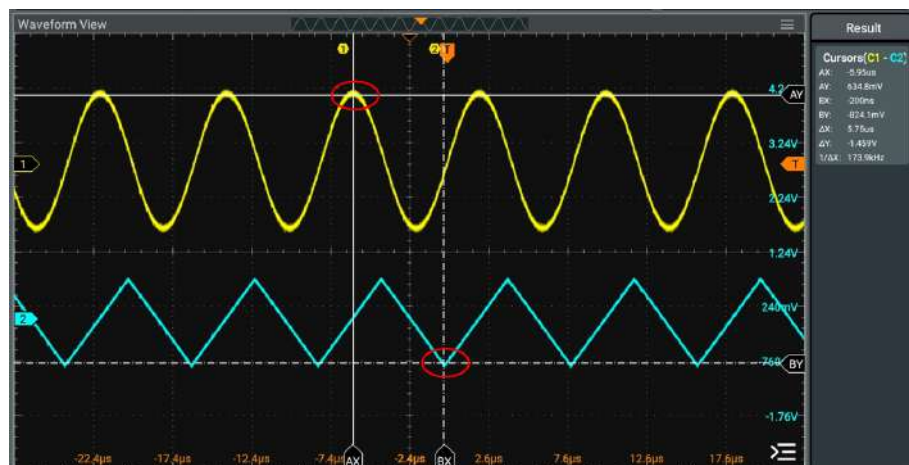 Waveform View
Result
Cursors(C1 - C2)
AX: -5.95us
AY: 634.8mV
BX: -200ns
BY: -824.1mV
ΔX: 5.75us
ΔY: -1.459V
1/ΔX: 173.9kHz
1 2 T
4.2 AY
3.24V
1 T
2.24V
1.24V
2 240mV
-760 BY
-1.76V
-22.4µs -17.4µs -12.4µs -7.4µs AX -2.4µs BX 2.6µs 7.6µs 12.6µs 17.6µs